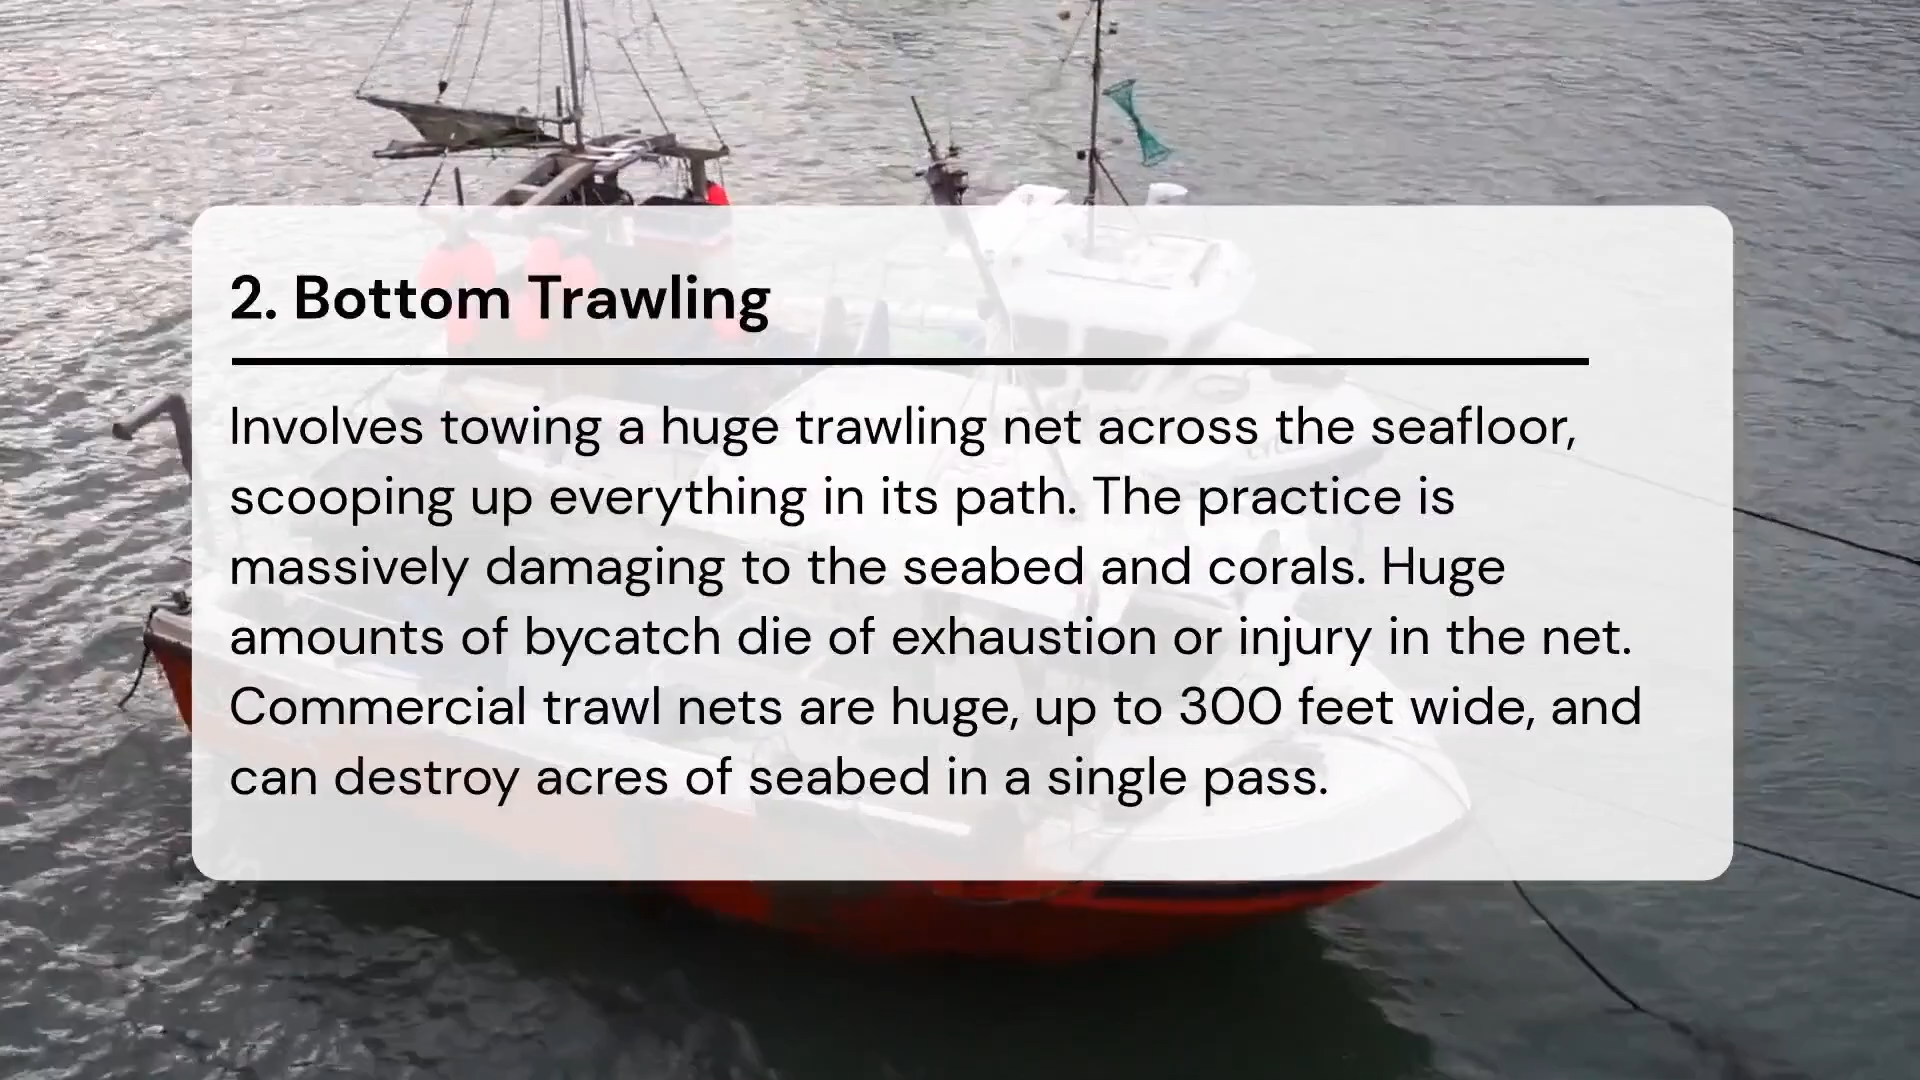 2. Bottom Trawling
Involves towing a huge trawling net across the seafloor,
scooping up everything in its path. The practice is
massively damaging to the seabed and corals. Huge
amounts of bycatch die of exhaustion or injury in the net.
Commercial trawl nets are huge, up to 300 feet wide, and
can destroy acres of seabed in a single pass.